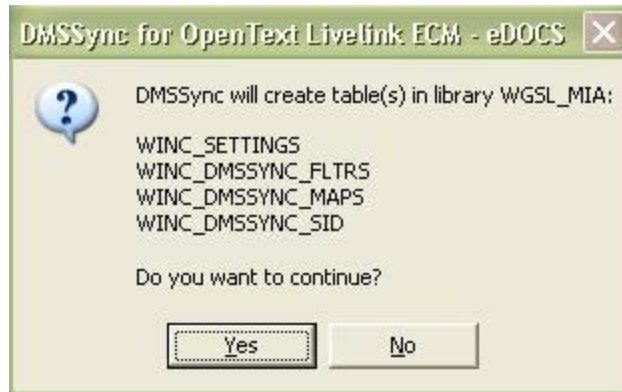 DMSSync for OpenText Livelink ECM - eDOCS
DMSSync will create table(s) in library WGSL_MIA:
WINC_SETTINGS
WINC_DMSSYNC_FLTRS
WINC_DMSSYNC_MAPS
WINC_DMSSYNC_SID
Do you want to continue?
Yes No